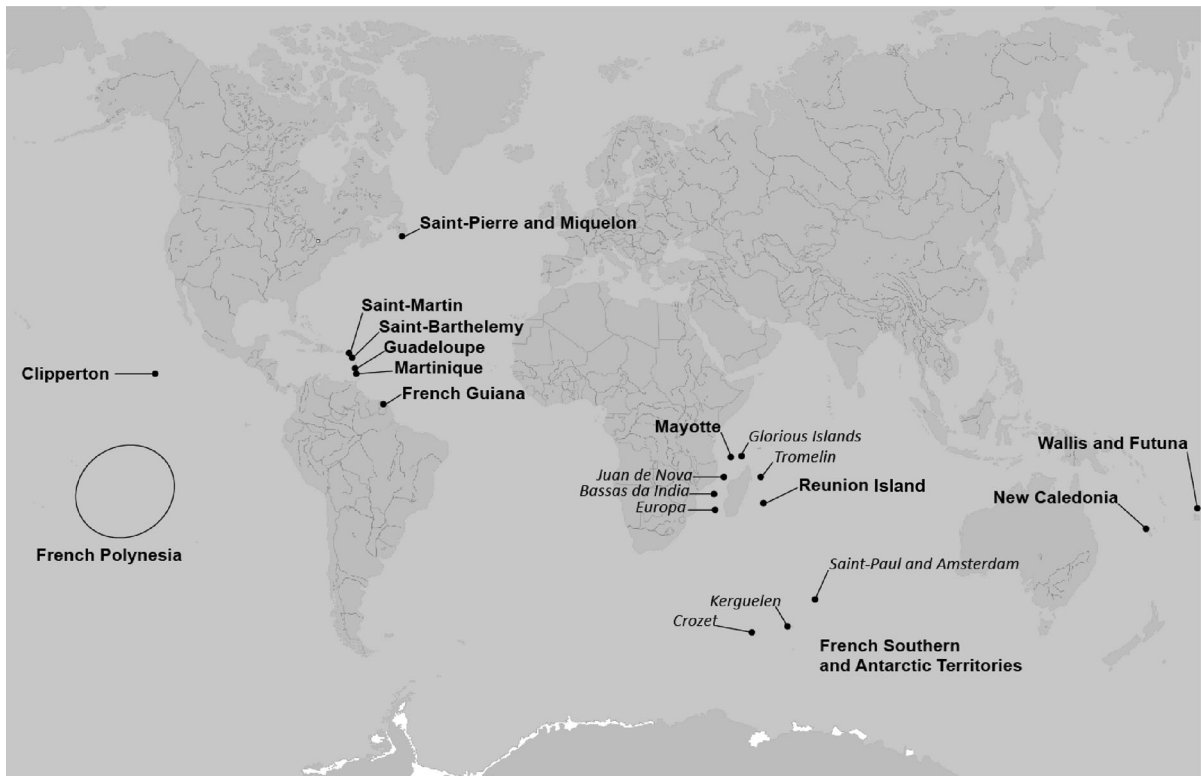 Saint-Pierre and Miquelon
Saint-Martin
Saint-Barthelemy
Guadeloupe
Martinique
Clipperton
French Guiana
Mayotte
Glorious Islands
Tromelin
Wallis and Futuna
Juan de Nova
Reunion Island
Bassas da India
New Caledonia
Europa
French Polynesia
Saint-Paul and Amsterdam
Kerguelen
Crozet
French Southern
and Antarctic Territories